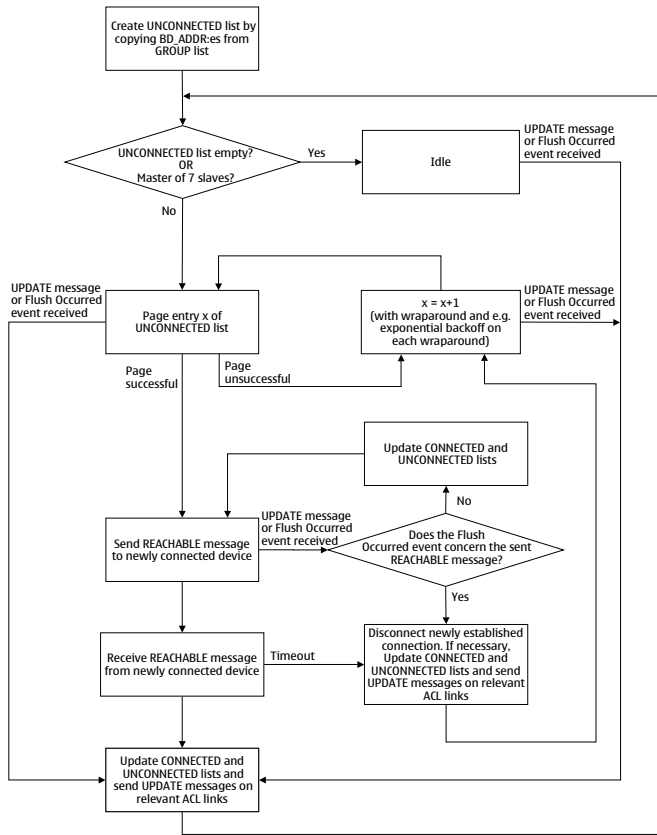 Create UNCONNECTED list by
copying BD_ADDR:es from
GROUP list
UNCONNECTED list empty?
OR
Master of 7 slaves?
Yes
Idle
UPDATE message
or Flush Occurred
event received
No
UPDATE message
or Flush Occurred
event received
Page entry x of
UNCONNECTED list
x = x+1
(with wraparound and e.g.
exponential backoff on
each wraparound)
UPDATE message
or Flush Occurred
event received
Page
successful
Page
unsuccessful
Update CONNECTED and
UNCONNECTED lists
No
Send REACHABLE message
to newly connected device
UPDATE message
or Flush Occurred
event received
Does the Flush
Occurred event concern the sent
REACHABLE message?
Yes
Receive REACHABLE message
from newly connected device
Timeout
Disconnect newly established
connection. If necessary,
Update CONNECTED and
UNCONNECTED lists and send
UPDATE messages on relevant
ACL links
Update CONNECTED and
UNCONNECTED lists and
send UPDATE messages on
relevant ACL links